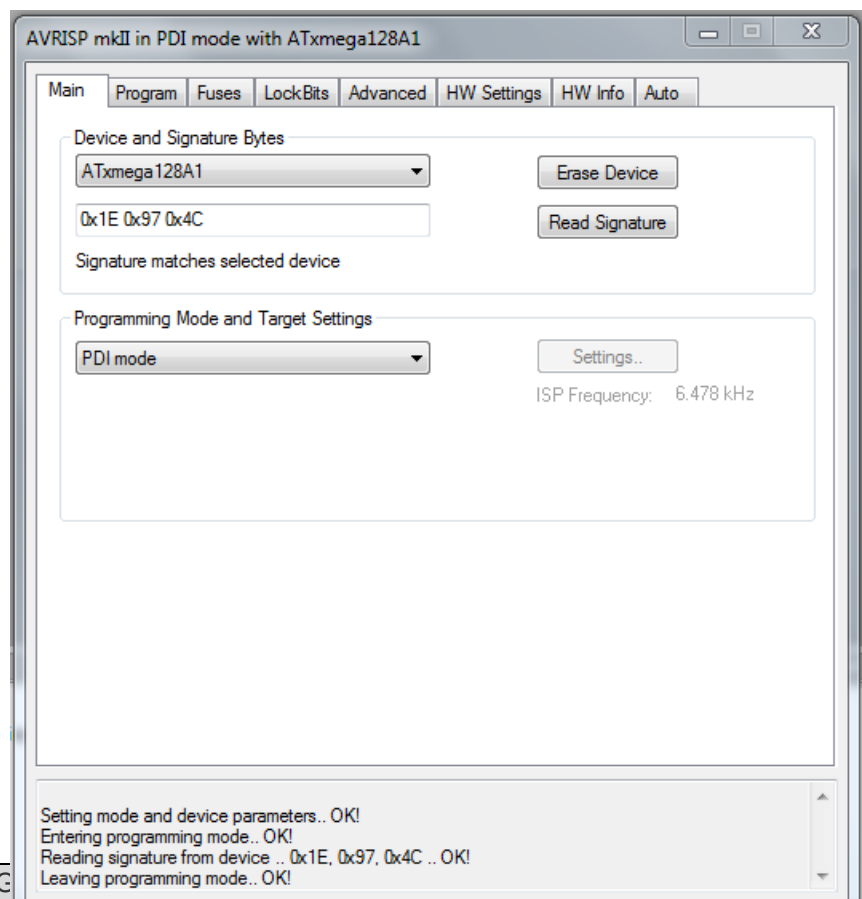 AVRISP mkII in PDI mode with ATxmega128A1
Main Program Fuses LockBits Advanced HW Settings HW Info Auto
Device and Signature Bytes
ATxmega128A1 Erase Device
0x1E 0x97 0x4C Read Signature
Signature matches selected device
Programming Mode and Target Settings
PDI mode Settings..
ISP Frequency: 6.478 kHz
Setting mode and device parameters.. OK!
Entering programming mode.. OK!
Reading signature from device .. 0x1E, 0x97, 0x4C .. OK!
Leaving programming mode.. OK!